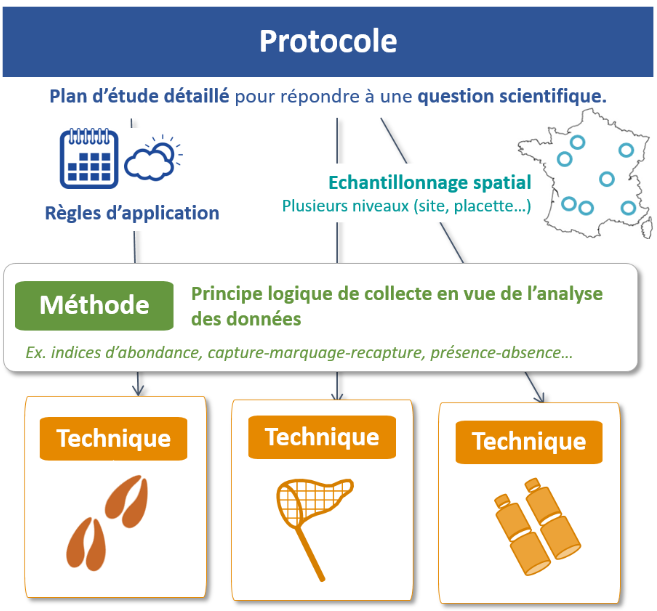 Protocole
Plan d’étude détaillé pour répondre à une question scientifique.
Echantillonnage spatial
Plusieurs niveaux (site, placette…)
Règles d’application
Méthode
Principe logique de collecte en vue de l’analyse
des données
Ex. indices d’abondance, capture-marquage-recapture, présence-absence…
Technique
Technique
Technique